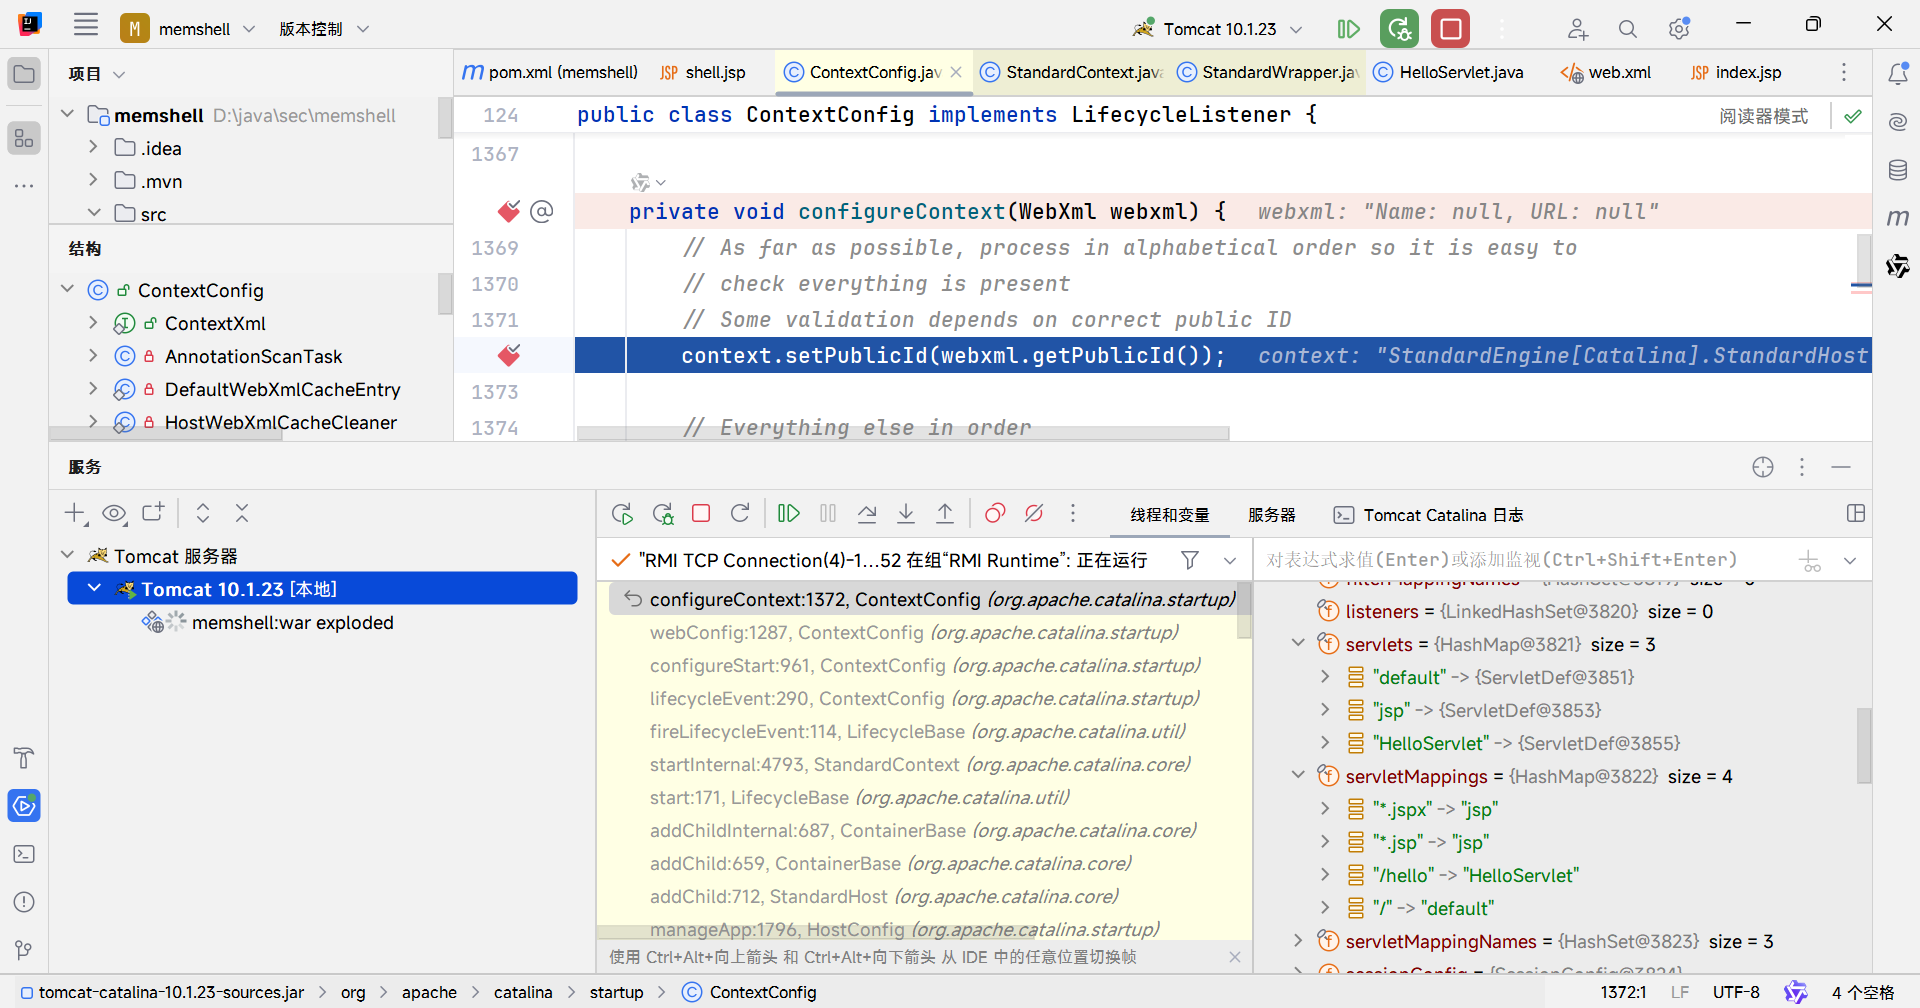 M memshell 版本控制 Tomcat 10.1.23
项目
memshell D:\java\sec\memshell
.idea
.mvn
src
结构
ContextConfig
ContextXml
AnnotationScanTask
DefaultWebXmlCacheEntry
HostWebXmlCacheCleaner
m pom.xml (memshell) JSP shell.jsp ContextConfig.jav StandardContext.java StandardWrapper.jav HelloServlet.java web.xml JSP index.jsp
124 public class ContextConfig implements LifecycleListener { 阅读器模式
1367
private void configureContext(WebXml webxml) { webxml: "Name: null, URL: null"
1369 // As far as possible, process in alphabetical order so it is easy to
1370 // check everything is present
1371 // Some validation depends on correct public ID
context.setPublicId(webxml.getPublicId()); context: "StandardEngine[Catalina].StandardHost
1373
1374 // Everything else in order
服务
Tomcat 服务器
Tomcat 10.1.23 [本地]
memshell:war exploded
线程和变量 服务器 Tomcat Catalina 日志
"RMI TCP Connection(4)-1...52 在组“RMI Runtime”: 正在运行
configureContext:1372, ContextConfig (org.apache.catalina.startup)
webConfig:1287, ContextConfig (org.apache.catalina.startup)
configureStart:961, ContextConfig (org.apache.catalina.startup)
lifecycleEvent:290, ContextConfig (org.apache.catalina.startup)
fireLifecycleEvent:114, LifecycleBase (org.apache.catalina.util)
startInternal:4793, StandardContext (org.apache.catalina.core)
start:171, LifecycleBase (org.apache.catalina.util)
addChildInternal:687, ContainerBase (org.apache.catalina.core)
addChild:659, ContainerBase (org.apache.catalina.core)
addChild:712, StandardHost (org.apache.catalina.core)
manageApp:1796, HostConfig (org.apache.catalina.startup)
使用 Ctrl+Alt+向上箭头 和 Ctrl+Alt+向下箭头 从 IDE 中的任意位置切换帧
对表达式求值(Enter)或添加监视(Ctrl+Shift+Enter)
listeners = {LinkedHashSet@3820} size = 0
servlets = {HashMap@3821} size = 3
"default" -> {ServletDef@3851}
"jsp" -> {ServletDef@3853}
"HelloServlet" -> {ServletDef@3855}
servletMappings = {HashMap@3822} size = 4
"*.jspx" -> "jsp"
"*.jsp" -> "jsp"
"/hello" -> "HelloServlet"
"/" -> "default"
servletMappingNames = {HashSet@3823} size = 3
sessionConfig = {SessionConfig@3824}
tomcat-catalina-10.1.23-sources.jar org apache catalina startup ContextConfig 1372:1 LF UTF-8 4 个空格